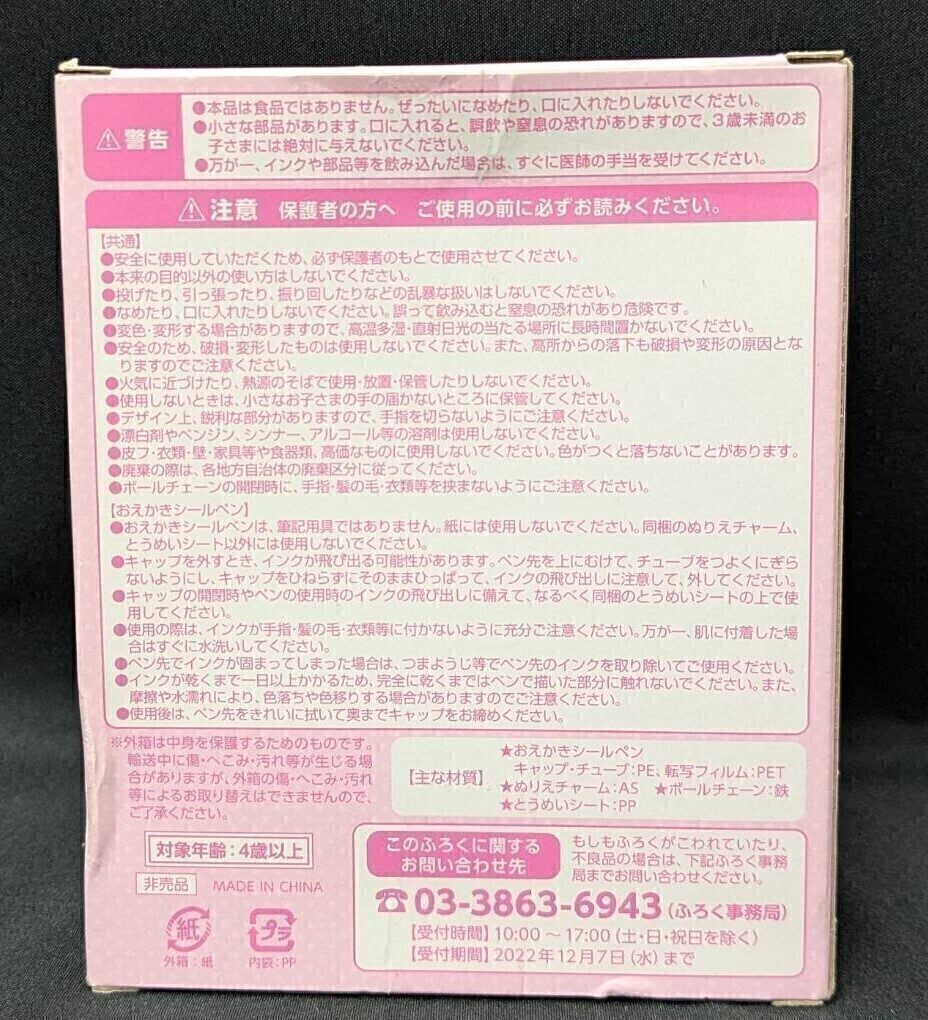 ⚠警告
●本品は食品ではありません。ぜったいになめたり、口に入れたりしないでください。
●小さな部品があります。口に入れると、誤飲や窒息の恐れがありますので、3歳未満のお
子さまには絶対に与えないでください。
●万が一、インクや部品等を飲み込んだ場合は、すぐに医師の手当を受けてください。
⚠注意 保護者の方へ ご使用の前に必ずお読みください。
【共通】
●安全に使用していただくため、必ず保護者のもとで使用させてください。
●本来の目的以外の使い方はしないでください。
●投げたり、引っ張ったり、振り回したりなどの乱暴な扱いはしないでください。
●なめたり、口に入れたりしないでください。誤って飲み込むと窒息の恐れがあり危険です。
●変色・変形する場合がありますので、高温多湿・直射日光の当たる場所に長時間置かないでください。
●安全のため、破損・変形したものは使用しないでください。また、高所からの落下も破損や変形の原因とな
りますのでご注意ください。
●火気に近づけたり、熱源のそばで使用・放置・保管したりしないでください。
●使用しないときは、小さなお子さまの手の届かないところに保管してください。
●デザイン上、鋭利な部分がありますので、手指を切らないようにご注意ください。
●漂白剤やベンジン、シンナー、アルコール等の溶剤は使用しないでください。
●皮フ・衣類・壁・家具等や食器類、高価なものに使用しないでください。色がつくと落ちないことがあります。
●廃棄の際は、各地方自治体の廃棄区分に従ってください。
●ボールチェーンの開閉時に、手指・髪の毛・衣類等を挟まないようにご注意ください。
【おえかきシールペン】
●おえかきシールペンは、筆記用具ではありません。紙には使用しないでください。同梱のぬりえチャーム、
とうめいシート以外には使用しないでください。
●キャップを外すとき、インクが飛び出る可能性があります。ペン先を上にむけて、チューブをつよくにぎら
ないようにし、キャップをひねらずにそのままひっぱって、インクの飛び出しに注意して、外してください。
●キャップの開閉時やペンの使用時のインクの飛び出しに備えて、なるべく同梱のとうめいシートの上で使
用してください。
●使用の際は、インクが手指・髪の毛・衣類等に付かないように充分ご注意ください。万が一、肌に付着した場
合はすぐに水洗いしてください。
●ペン先でインクが固まってしまった場合は、つまようじ等でペン先のインクを取り除いてご使用ください。
●インクが乾くまで一日以上かかるため、完全に乾くまではペンで描いた部分に触れないでください。また、
摩擦や水濡れにより、色落ちや色移りする場合がありますのでご注意ください。
●使用後は、ペン先をきれいに拭いて奥までキャップをお締めください。
※外箱は中身を保護するためのものです。
輸送中に傷・へこみ・汚れ等が生じる場
合がありますが、外箱の傷・へこみ・汚れ
等によるお取り替えはできませんので、
ご了承ください。
【主な材質】
★おえかきシールペン
キャップ・チューブ:PE、転写フィルム:PET
★ぬりえチャーム:AS ★ボールチェーン:鉄
★とうめいシート:PP
対象年齢:4歳以上
非売品 MADE IN CHINA
紙
外箱:紙
プラ
内袋:PP
このふろくに関する
お問い合わせ先
もしもふろくがこわれていたり、
不良品の場合は、下記ふろく事務
局までお問い合わせください。
☎03-3863-6943(ふろく事務局)
【受付時間】10:00～17:00(土・日・祝日を除く)
【受付期間】2022年12月7日(水)まで